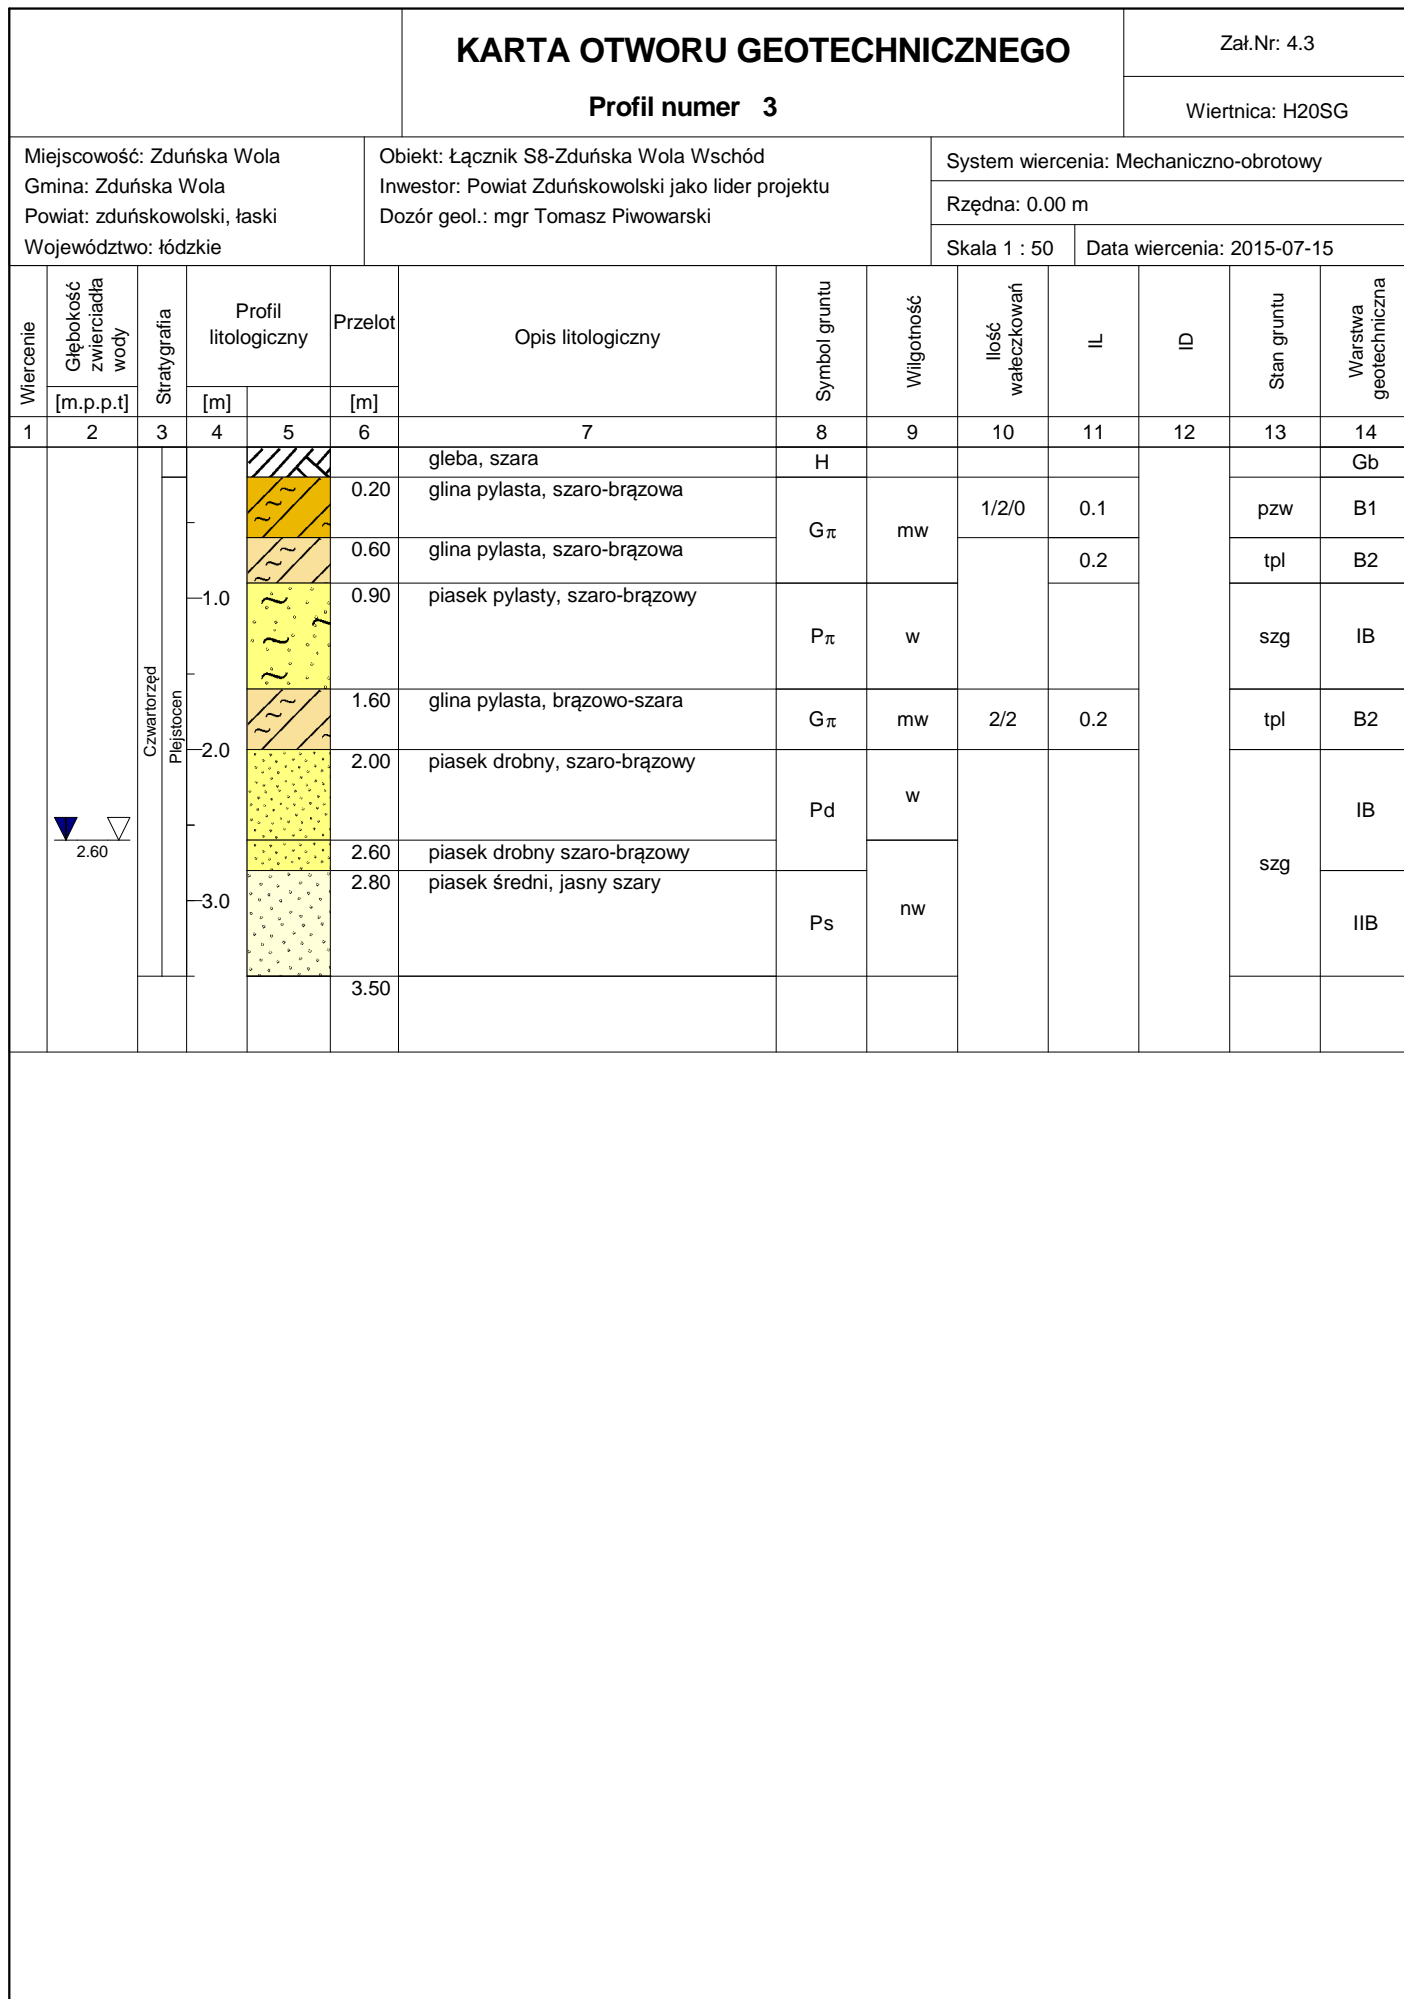 KARTA OTWORU GEOTECHNICZNEGO
Profil numer 3
Zał.Nr: 4.3
Wiertnica: H20SG
Miejscowość: Zduńska Wola
Gmina: Zduńska Wola
Powiat: zduńskowolski, łaski
Województwo: łódzkie
Obiekt: Łącznik S8-Zduńska Wola Wschód
Inwestor: Powiat Zduńskowolski jako lider projektu
Dozór geol.: mgr Tomasz Piwowarski
System wiercenia: Mechaniczno-obrotowy
Rzędna: 0.00 m
Skala 1 : 50
Data wiercenia: 2015-07-15
Wiercenie
Głębokość
zwierciadła
wody
[m.p.p.t]
Stratygrafia
Profil
litologiczny
[m]
Przelot
[m]
Opis litologiczny
Symbol gruntu
Wilgotność
Ilość
wałeczkowań
IL
ID
Stan gruntu
Warstwa
geotechniczna
1 2 3 4 5 6 7 8 9 10 11 12 13 14
gleba, szara H Gb
0.20 glina pylasta, szaro-brązowa
Gπ mw
1/2/0 0.1 pzw B1
0.60 glina pylasta, szaro-brązowa
0.2 tpl B2
1.0
0.90 piasek pylasty, szaro-brązowy
Pπ w szg IB
Czwartorzęd
Plejstocen
1.60 glina pylasta, brązowo-szara
Gπ mw 2/2 0.2 tpl B2
2.0
2.00 piasek drobny, szaro-brązowy
Pd w IB
2.60
2.60 piasek drobny szaro-brązowy
szg
2.80 piasek średni, jasny szary
3.0
Ps nw IIB
3.50